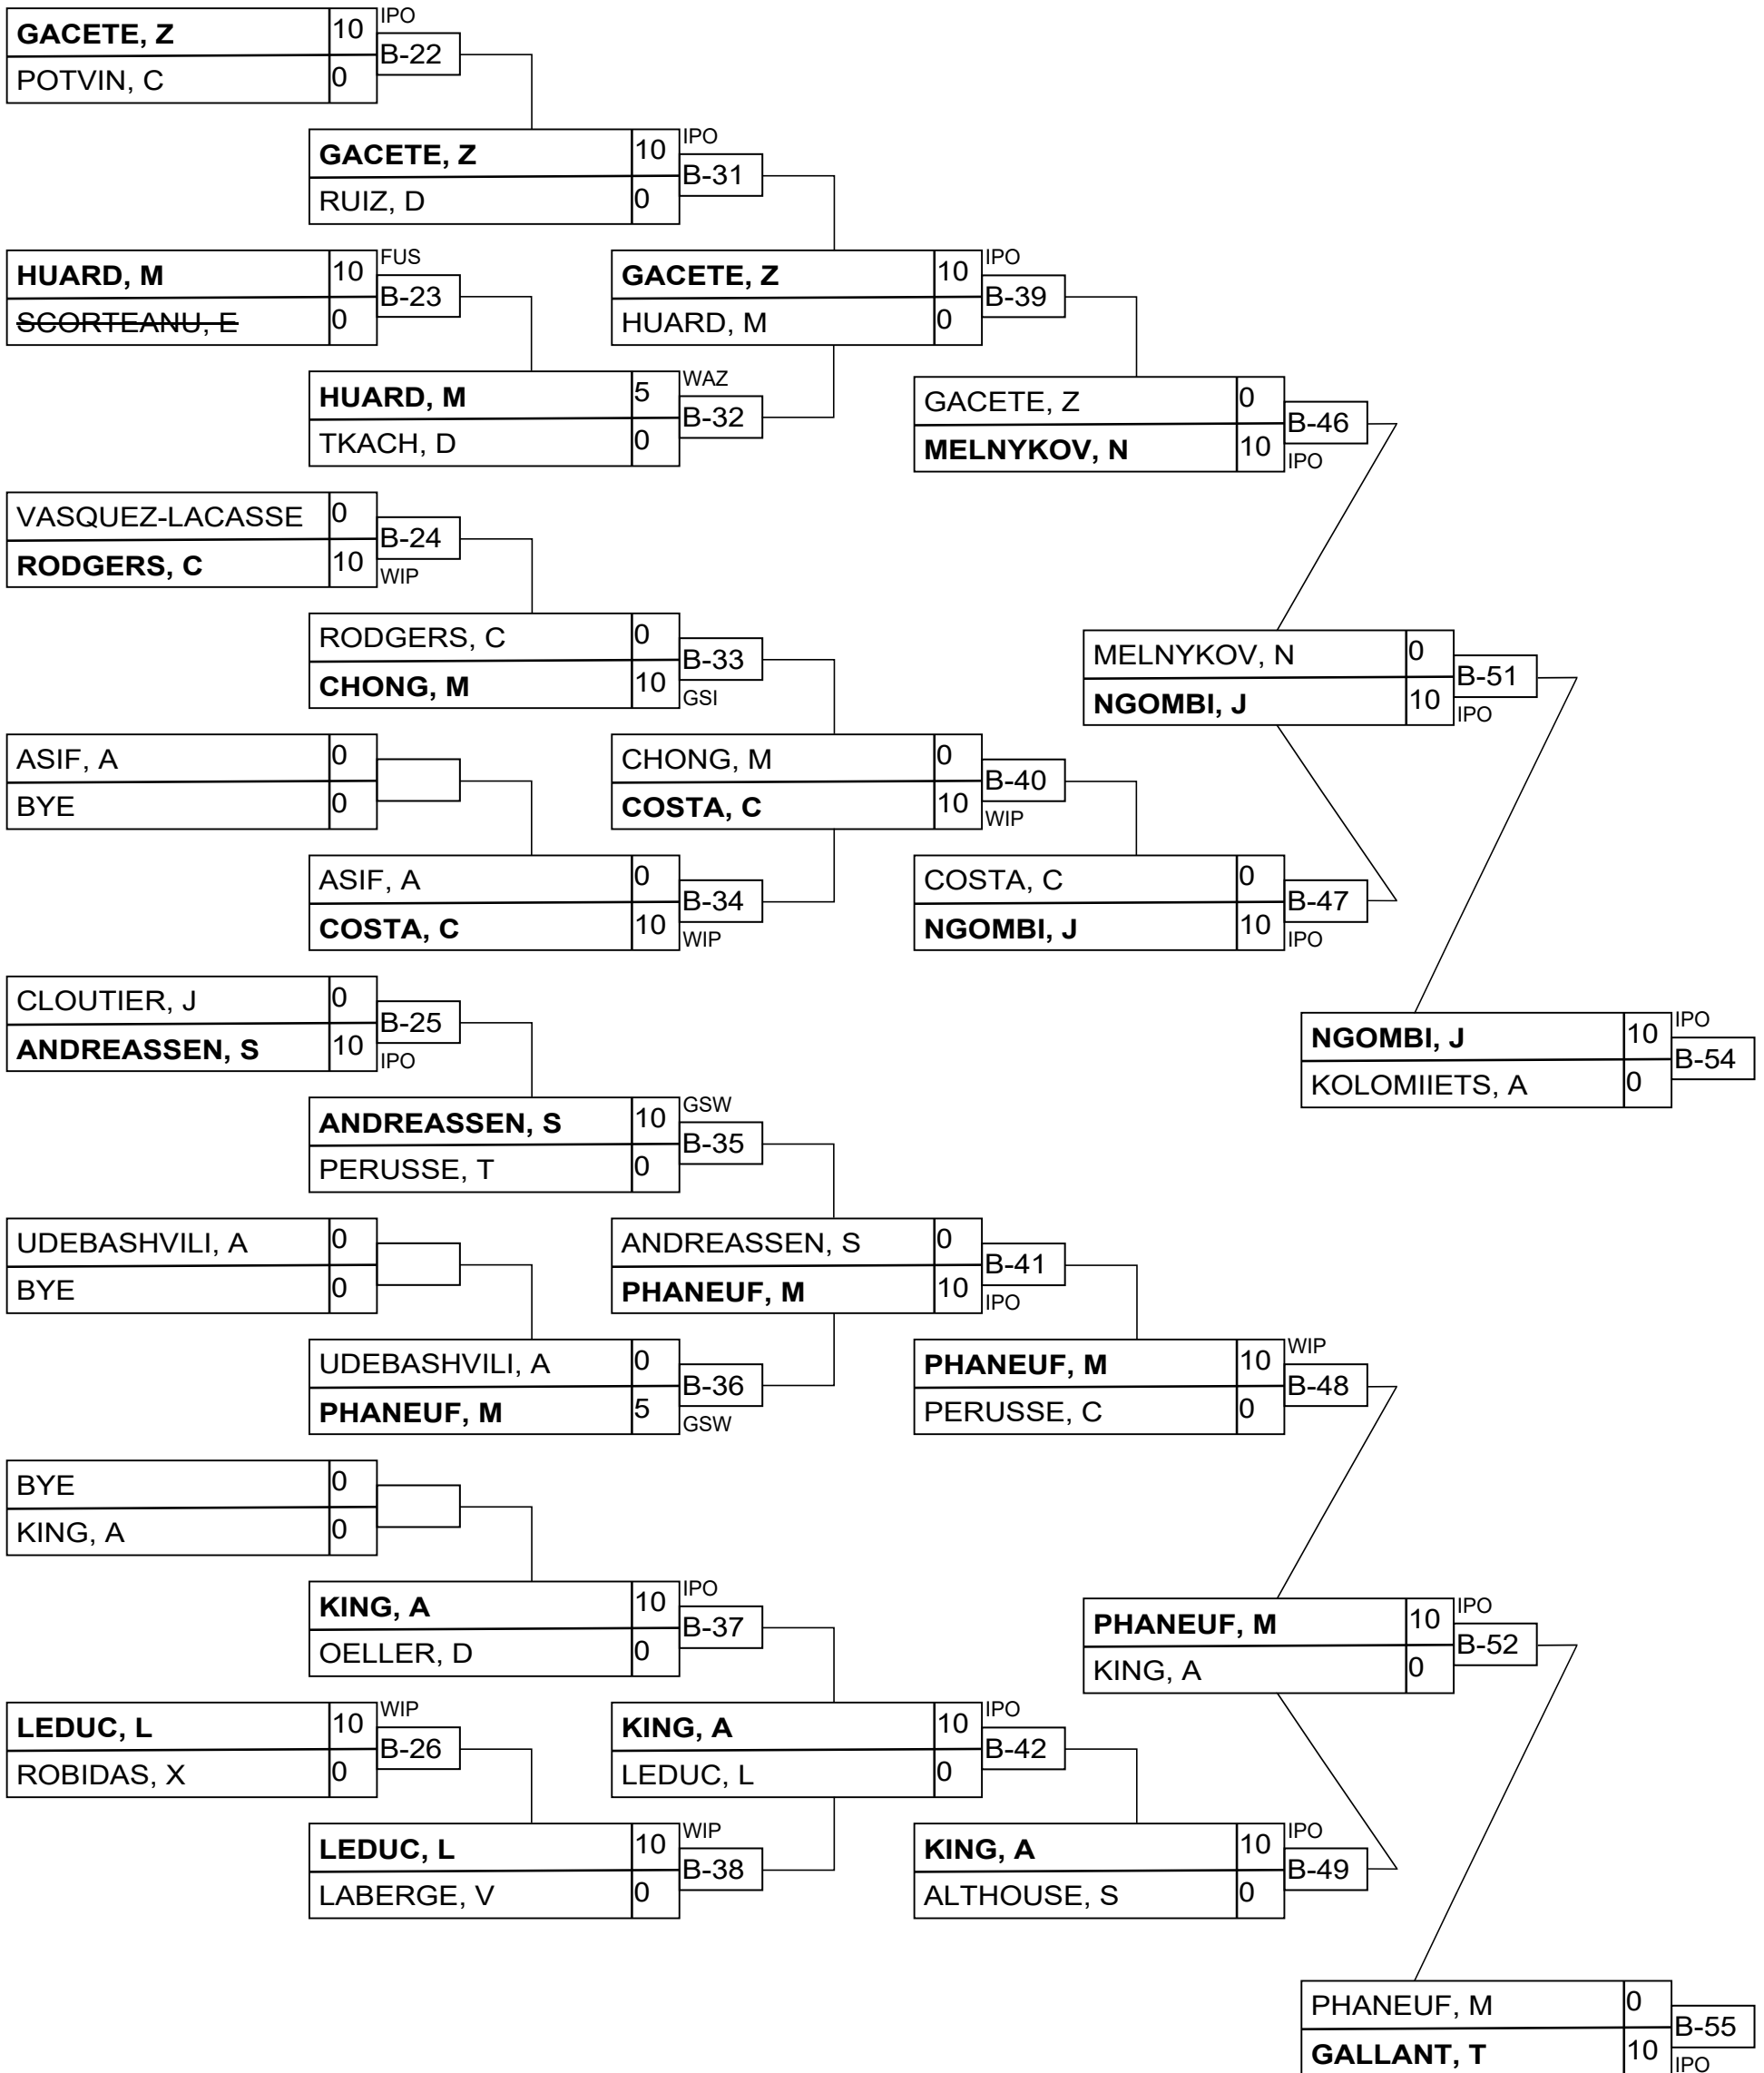 GACETE, Z 10 IPO
B-22
POTVIN, C 0
GACETE, Z 10 IPO
B-31
RUIZ, D 0
HUARD, M 10 FUS
B-23
SCORTEANU, E 0
GACETE, Z 10 IPO
B-39
HUARD, M 0
HUARD, M 5 WAZ
B-32
TKACH, D 0
GACETE, Z 0
B-46
MELNYKOV, N 10 IPO
VASQUEZ-LACASSE 0
B-24
RODGERS, C 10 WIP
RODGERS, C 0
B-33
CHONG, M 10 GSI
MELNYKOV, N 0
B-51
NGOMBI, J 10 IPO
ASIF, A 0
BYE 0
CHONG, M 0
B-40
COSTA, C 10 WIP
ASIF, A 0
B-34
COSTA, C 10 WIP
COSTA, C 0
B-47
NGOMBI, J 10 IPO
CLOUTIER, J 0
B-25
ANDREASSEN, S 10 IPO
NGOMBI, J 10 IPO
B-54
KOLOMIIETS, A 0
ANDREASSEN, S 10 GSW
B-35
PERUSSE, T 0
UDEBASHVILI, A 0
BYE 0
ANDREASSEN, S 0
B-41
PHANEUF, M 10 IPO
UDEBASHVILI, A 0
B-36
PHANEUF, M 5 GSW
PHANEUF, M 10 WIP
B-48
PERUSSE, C 0
BYE 0
KING, A 0
KING, A 10 IPO
B-37
OELLER, D 0
PHANEUF, M 10 IPO
B-52
KING, A 0
LEDUC, L 10 WIP
B-26
ROBIDAS, X 0
KING, A 10 IPO
B-42
LEDUC, L 0
LEDUC, L 10 WIP
B-38
LABERGE, V 0
KING, A 10 IPO
B-49
ALTHOUSE, S 0
PHANEUF, M 0
B-55
GALLANT, T 10 IPO